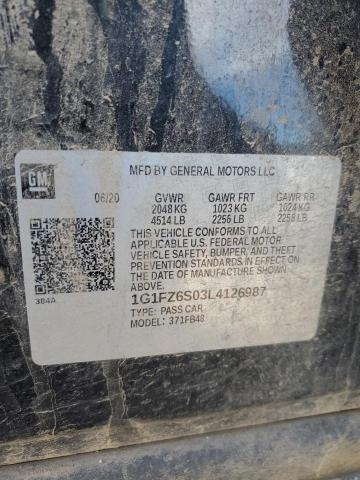 GM
MFD BY GENERAL MOTORS LLC
06/20 GVWR GAWR FRT GAWR RR
2048 KG 1023 KG 1024 KG
4514 LB 2256 LB 2258 LB
THIS VEHICLE CONFORMS TO ALL
APPLICABLE U.S. FEDERAL MOTOR
VEHICLE SAFETY, BUMPER, AND THEFT
PREVENTION STANDARDS IN EFFECT ON
THE DATE OF MANUFACTURE SHOWN
ABOVE.
384A
1G1FZ6S03L4126987
TYPE: PASS CAR
MODEL: 371FB48